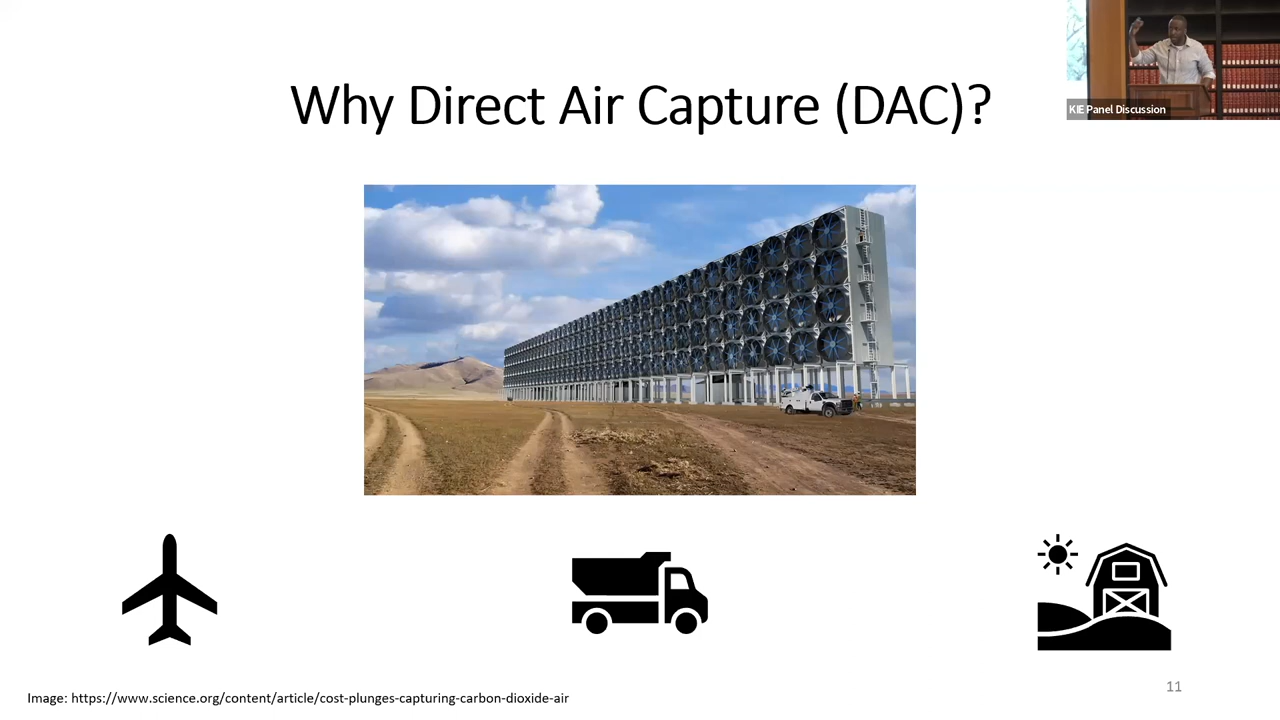 Why Direct Air Capture (DAC)?
KIE Panel Discussion
Image: https://www.science.org/content/article/cost-plunges-capturing-carbon-dioxide-air
11